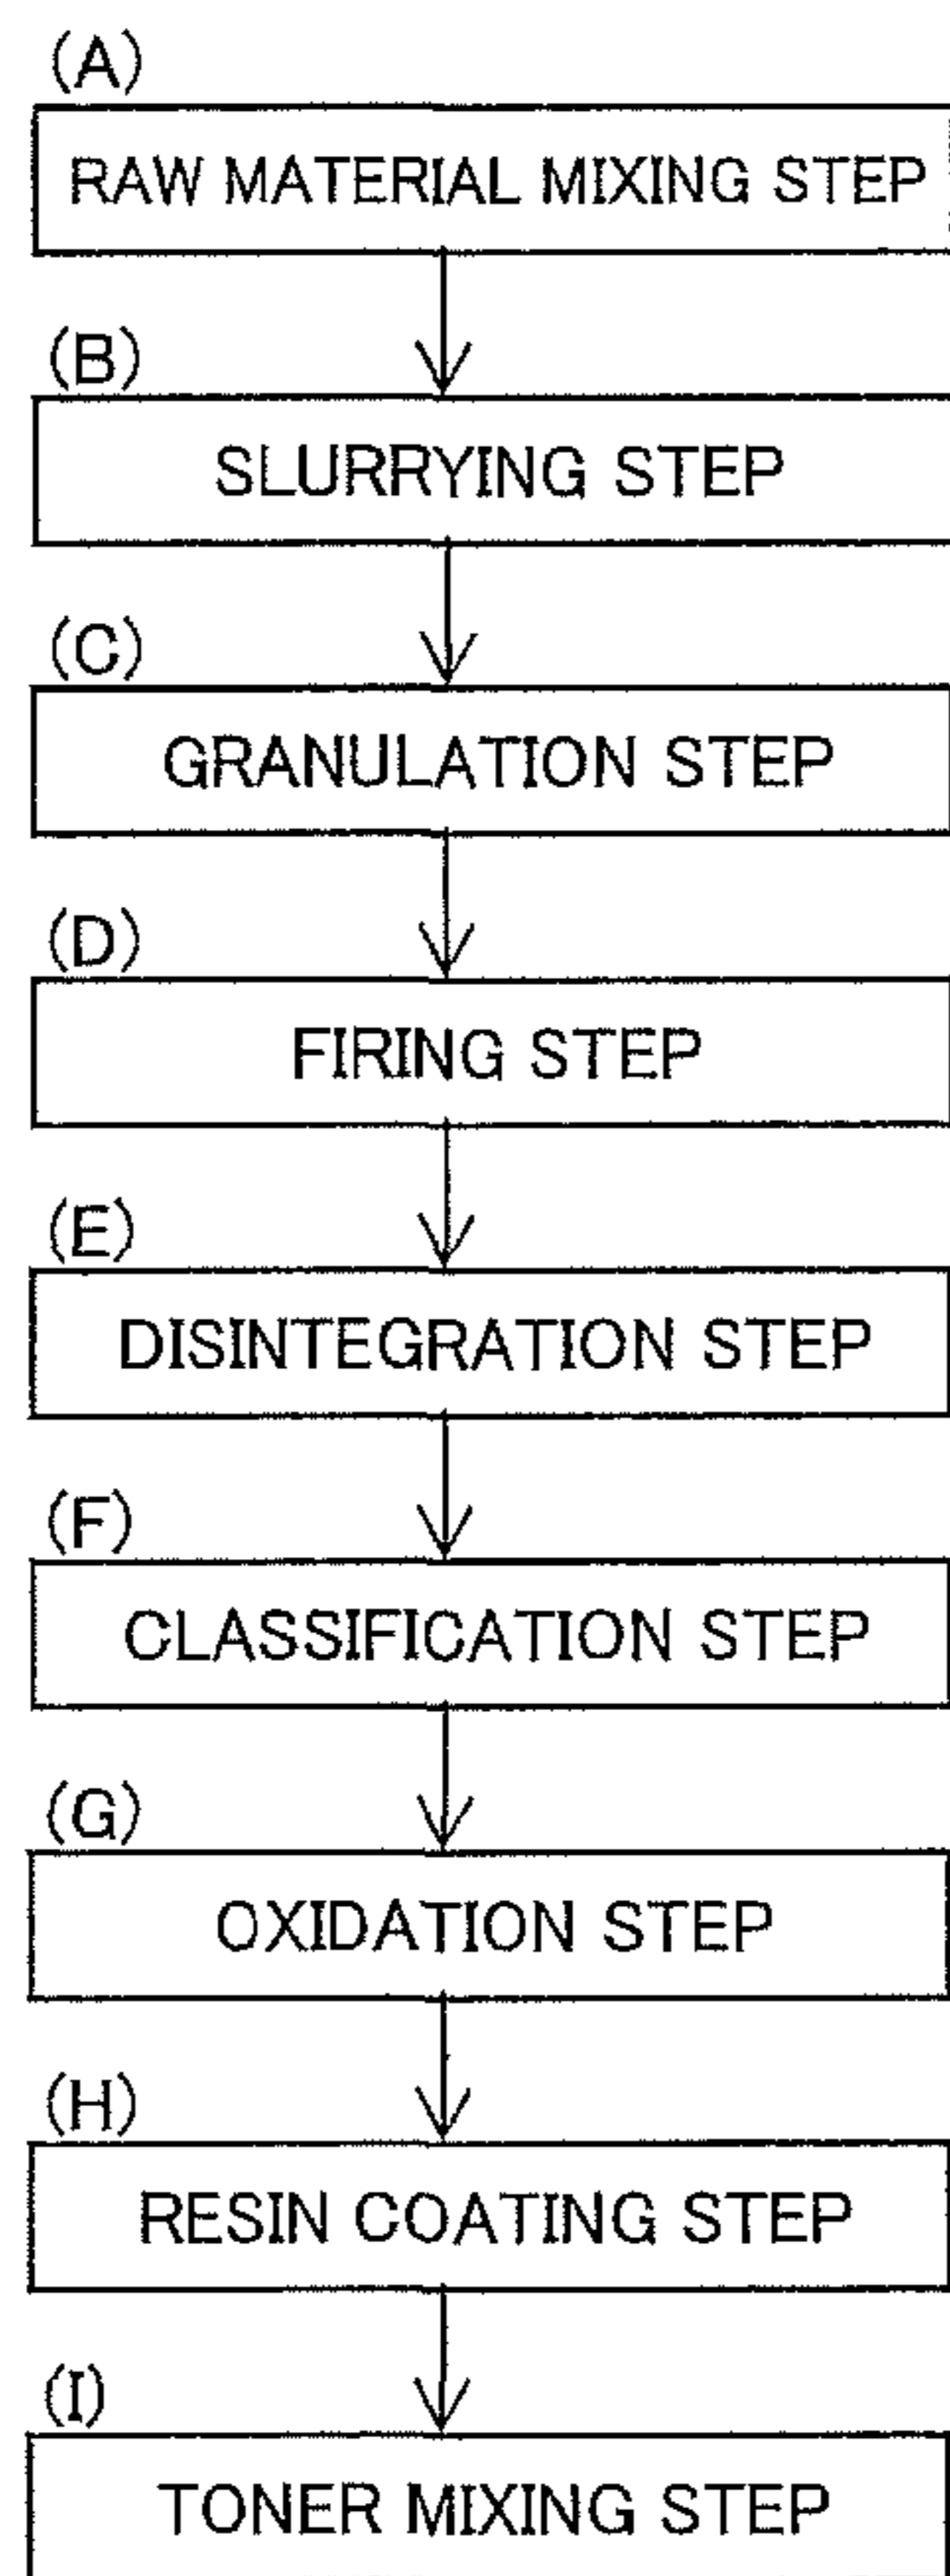 (A)
RAW MATERIAL MIXING STEP
(B)
SLURRYING STEP
(C)
GRANULATION STEP
(D)
FIRING STEP
(E)
DISINTEGRATION STEP
(F)
CLASSIFICATION STEP
(G)
OXIDATION STEP
(H)
RESIN COATING STEP
(I)
TONER MIXING STEP